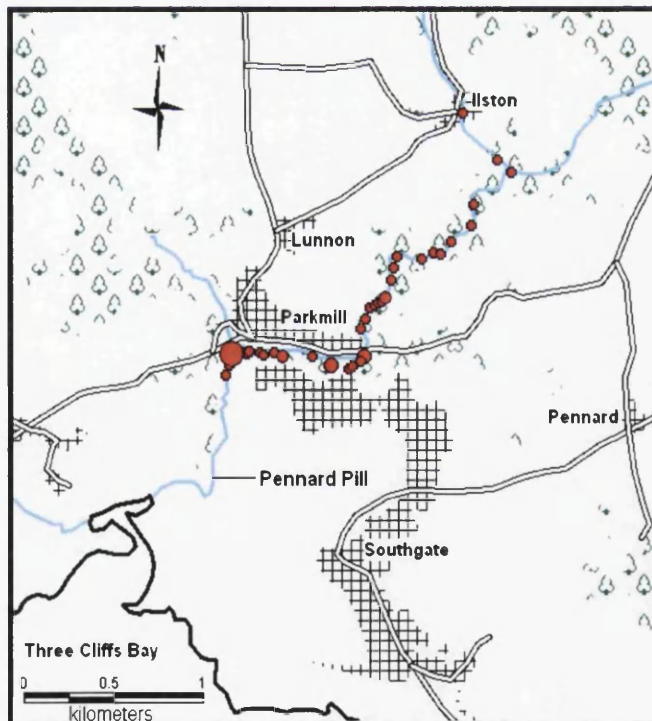 N
Ilston
Lunnon
Parkmill
Pennard
Pennard Pill
Southgate
Three Cliffs Bay
0 0.5 1
kilometers